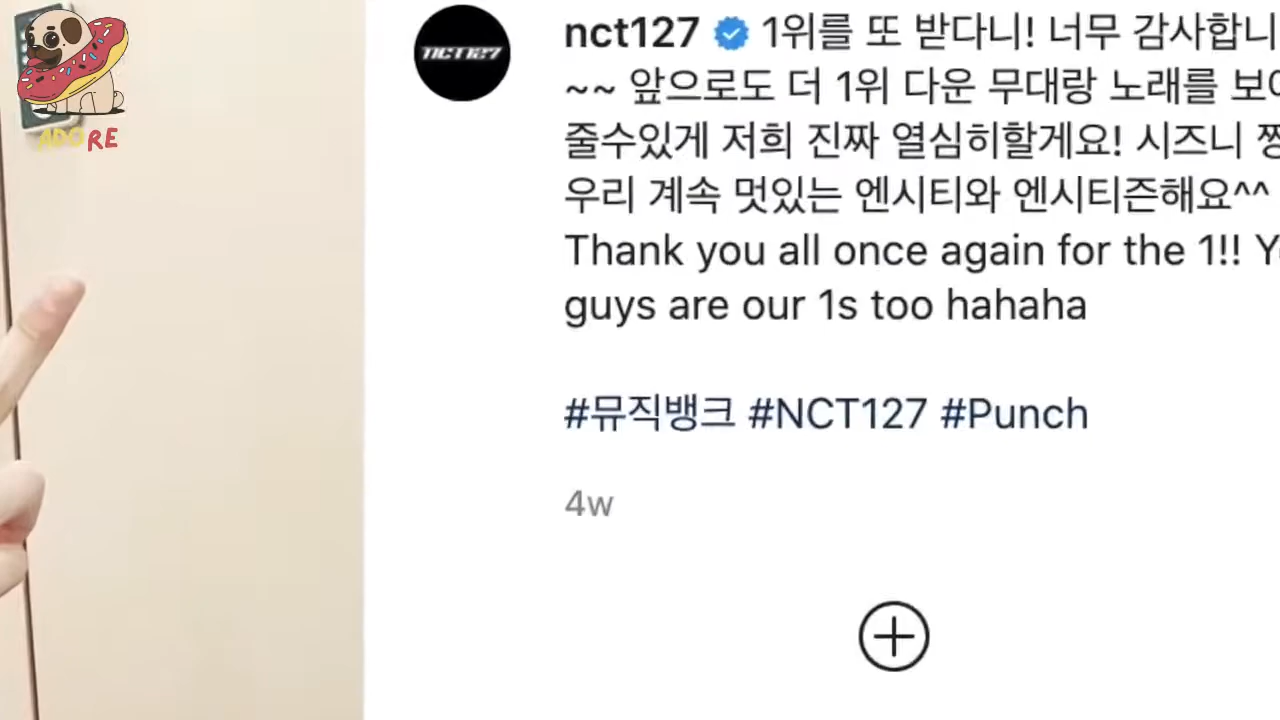 ADORE
NCT127
nct127 1위를 또 받다니! 너무 감사합니
~~ 앞으로도 더 1위 다운 무대랑 노래를
줄수있게 저희 진짜 열심히할게요! 시즈니
우리 계속 멋있는 엔시티와 엔시티즌해요^^
Thank you all once again for the 1!!
guys are our 1s too hahaha
#뮤직뱅크 #NCT127 #Punch
4w